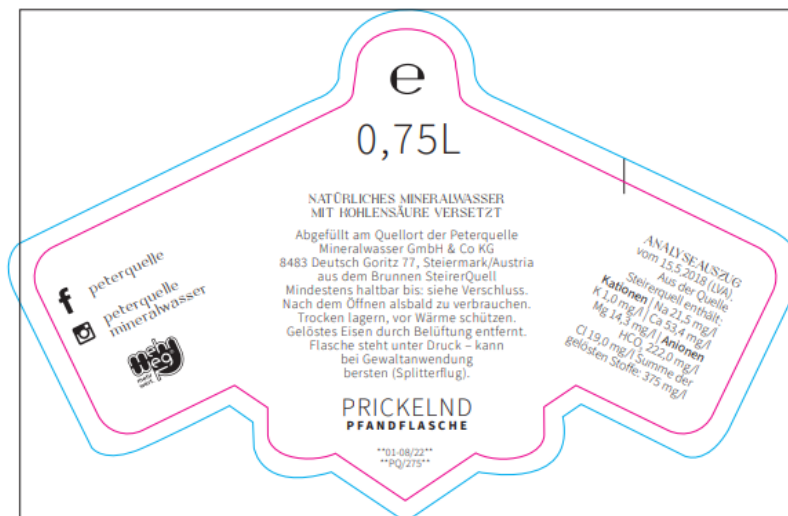 e
0,75L
NATÜRLICHES MINERALWASSER
MIT KOHLENSÄURE VERSETZT
Abgefüllt am Quellort der Peterquelle
Mineralwasser GmbH & Co KG
8483 Deutsch Goritz 77, Steiermark/Austria
aus dem Brunnen SteirerQuell
Mindestens haltbar bis: siehe Verschluss.
Nach dem Öffnen alsbald zu verbrauchen.
Trocken lagern, vor Wärme schützen.
Gelöstes Eisen durch Belüftung entfernt.
Flasche steht unter Druck – kann
bei Gewaltanwendung
bersten (Splitterflug).
PRICKELND
PFANDFLASCHE
**01-08/22**
**PQ/275**
peterquelle
peterquelle
mineralwasser
mehr
weg
mehr
wert.
ANALYSEAUSZUG
vom 15.5.2018 (LVA).
Aus der Quelle
Steirerquell enthält:
Kationen | Na 21,5 mg/l
K 1,0 mg/l | Ca 53,4 mg/l
Mg 14,3 mg/l | Anionen
HCO₃ 222,0 mg/l
Cl 19,0 mg/l Summe der
gelösten Stoffe: 375 mg/l